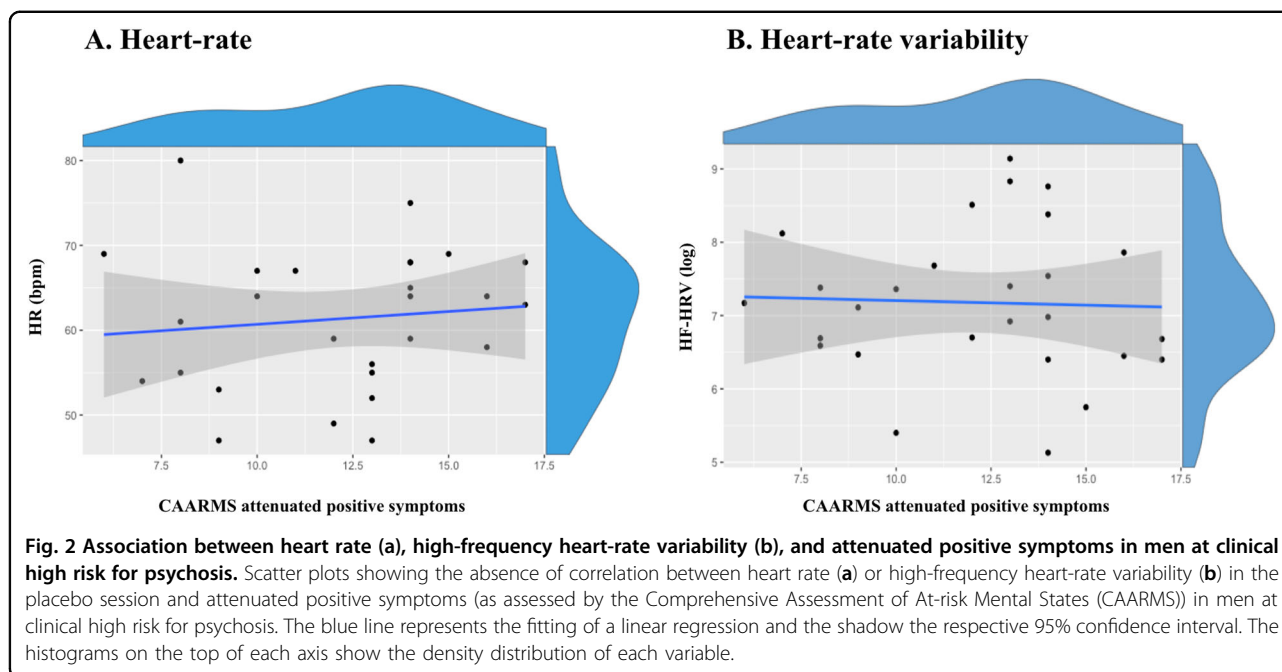 A. Heart-rate
B. Heart-rate variability
80
70
60
50
HR (bpm)
7.5 10.0 12.5 15.0 17.5
CAARMS attenuated positive symptoms
9
8
7
6
5
HF-HRV (log)
7.5 10.0 12.5 15.0 17.5
CAARMS attenuated positive symptoms
Fig. 2 Association between heart rate (a), high-frequency heart-rate variability (b), and attenuated positive symptoms in men at clinical
high risk for psychosis. Scatter plots showing the absence of correlation between heart rate (a) or high-frequency heart-rate variability (b) in the
placebo session and attenuated positive symptoms (as assessed by the Comprehensive Assessment of At-risk Mental States (CAARMS)) in men at
clinical high risk for psychosis. The blue line represents the fitting of a linear regression and the shadow the respective 95% confidence interval. The
histograms on the top of each axis show the density distribution of each variable.